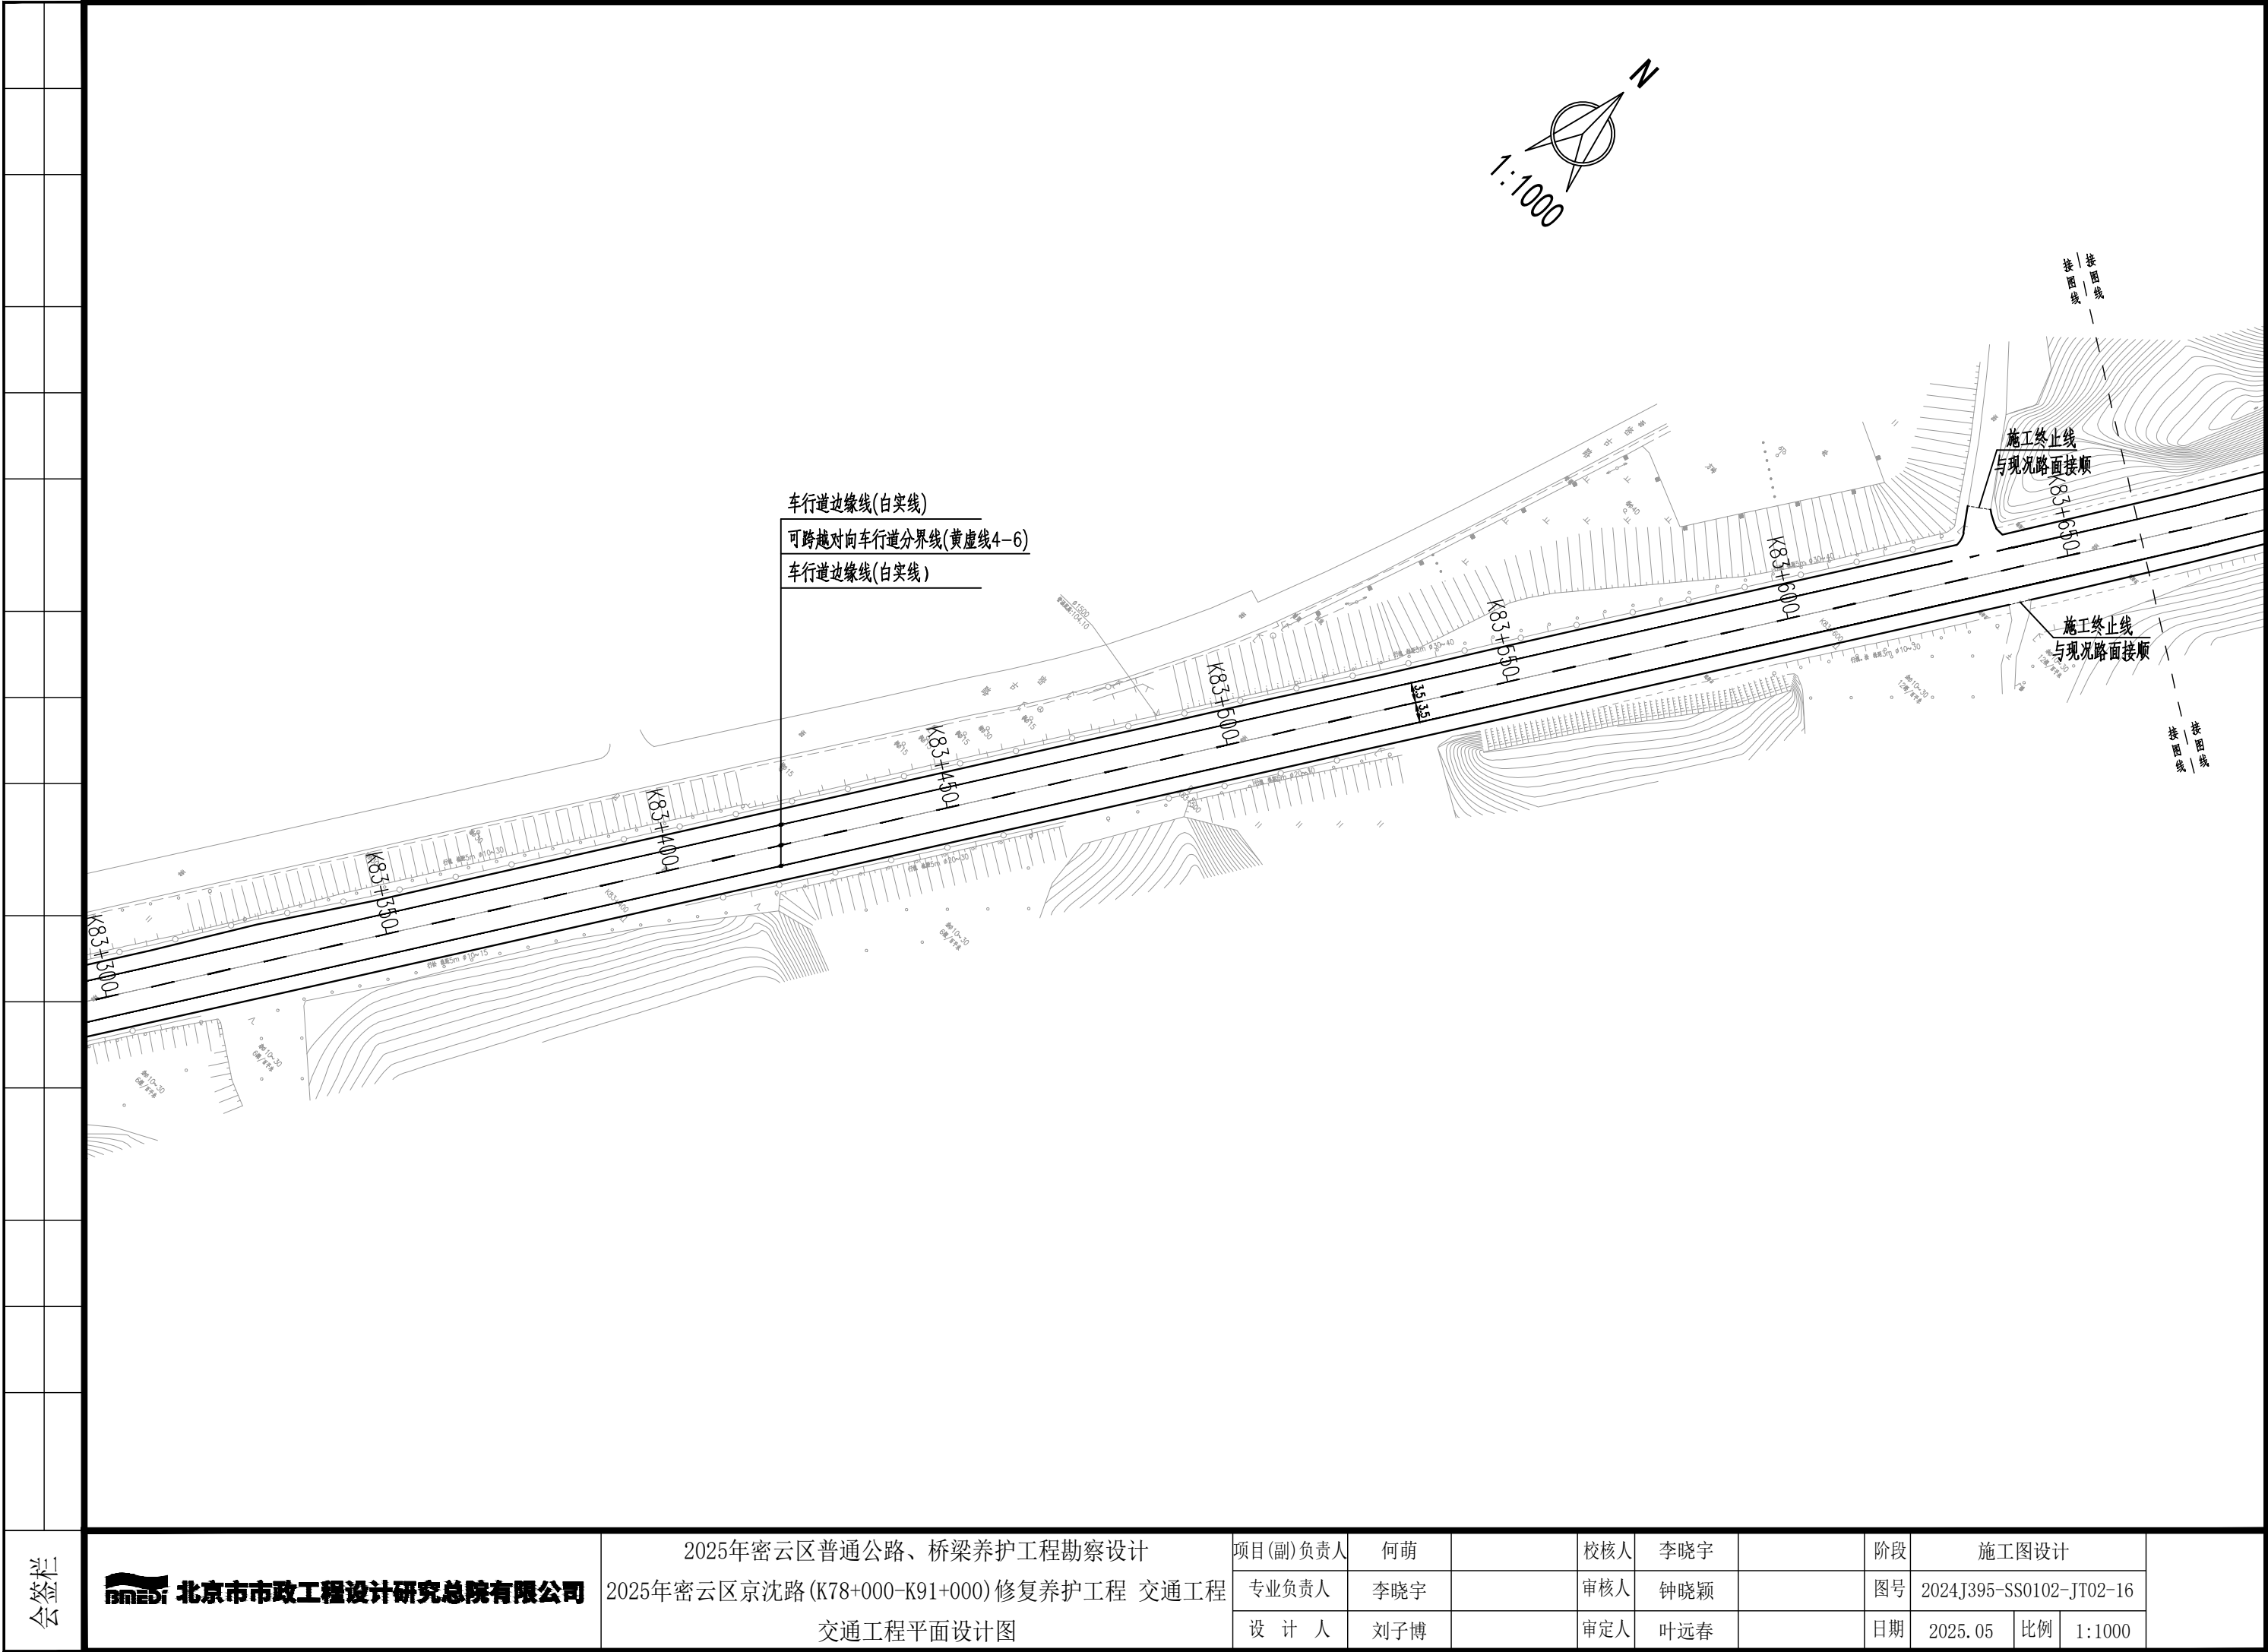 N
1:1000
接图线
接图线
施工终止线
与现况路面接顺
车行道边缘线(白实线)
可跨越对向车行道分界线(黄虚线4-6)
车行道边缘线(白实线)
K83+300
K83+350
K83+400
K83+450
K83+500
K83+550
K83+600
K83+650
3.5
3.5
施工终止线
与现况路面接顺
接图线
接图线
会签栏
BMEDI 北京市市政工程设计研究总院有限公司
2025年密云区普通公路、桥梁养护工程勘察设计
2025年密云区京沈路(K78+000-K91+000)修复养护工程 交通工程
交通工程平面设计图
项目(副)负责人 何萌 校核人 李晓宇 阶段 施工图设计
专业负责人 李晓宇 审核人 钟晓颖 图号 2024J395-SS0102-JT02-16
设 计 人 刘子博 审定人 叶远春 日期 2025.05 比例 1:1000